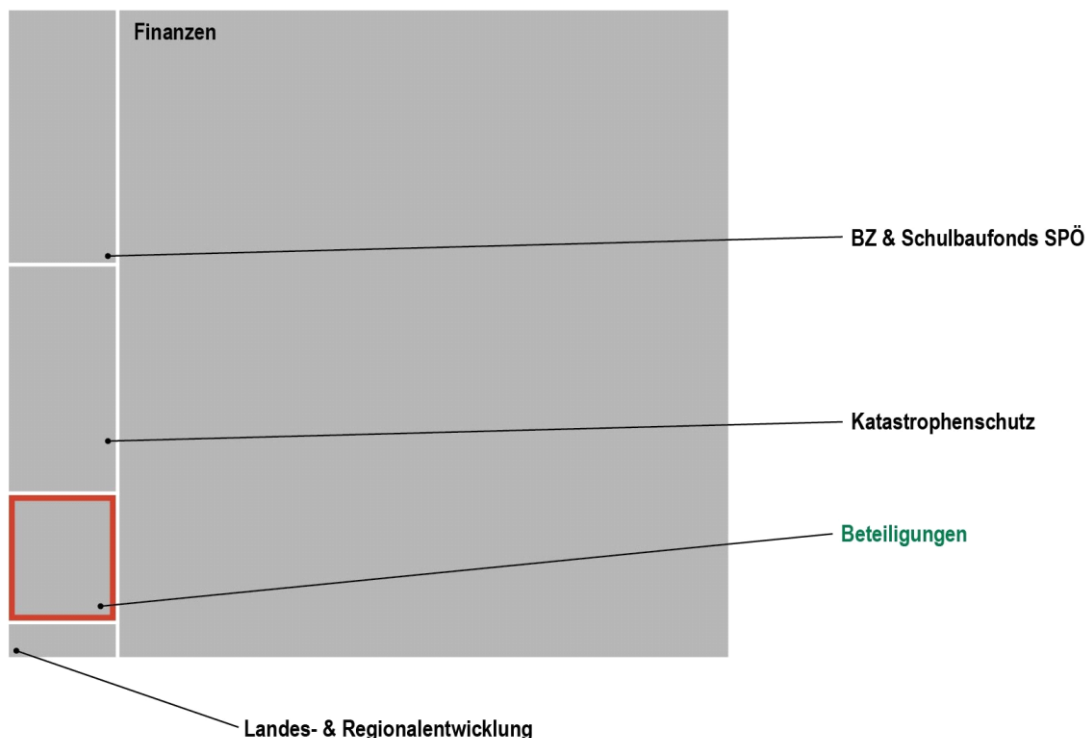 Finanzen
BZ & Schulbaufonds SPÖ
Katastrophenschutz
Beteiligungen
Landes- & Regionalentwicklung